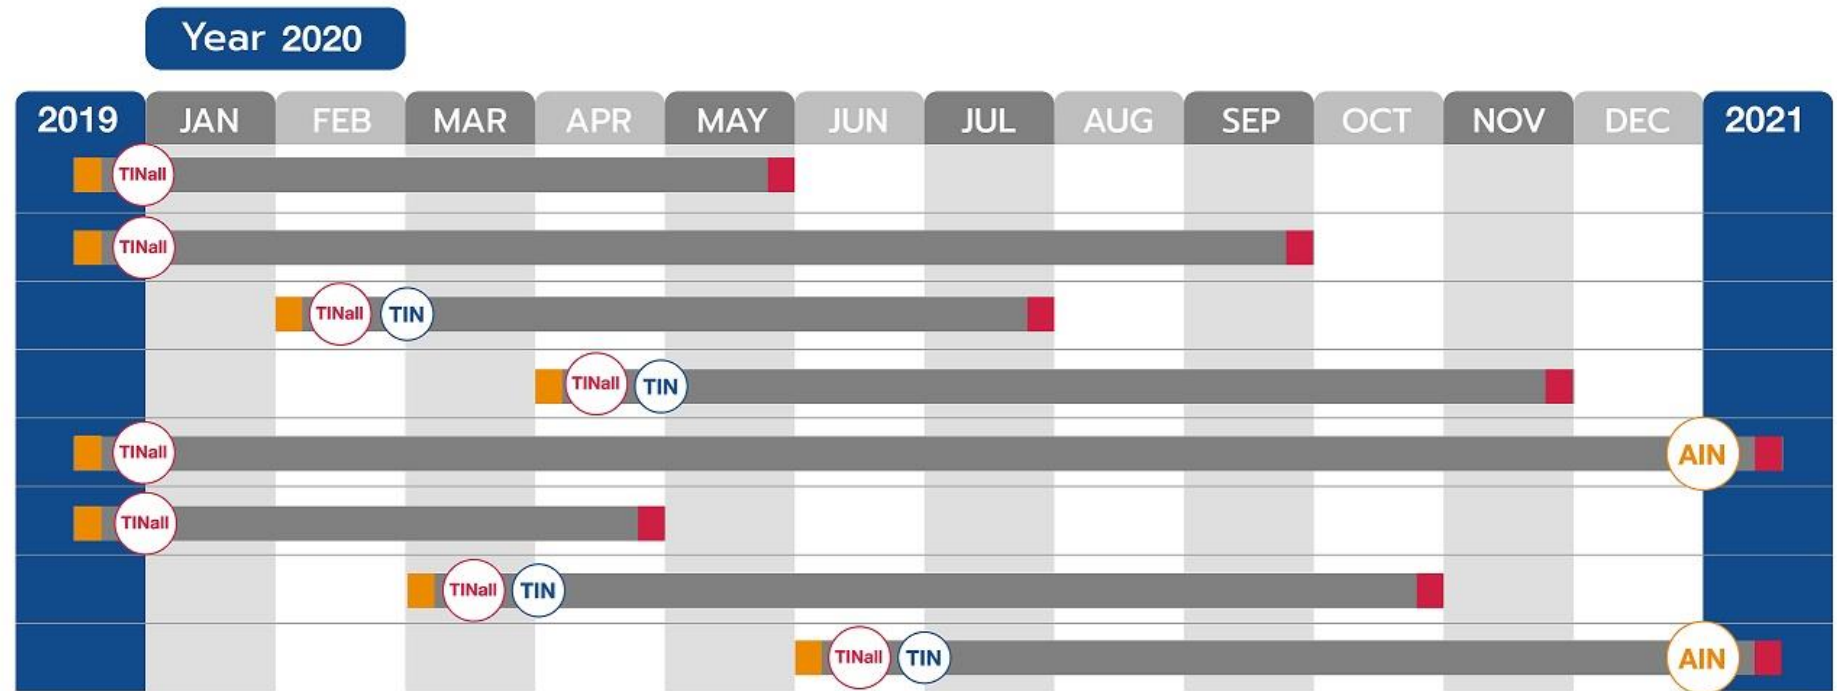 Year 2020
2019 JAN FEB MAR APR MAY JUN JUL AUG SEP OCT NOV DEC 2021
TINall
TINall
TINall TIN
TINall TIN
TINall AIN
TINall
TINall TIN
TINall TIN AIN